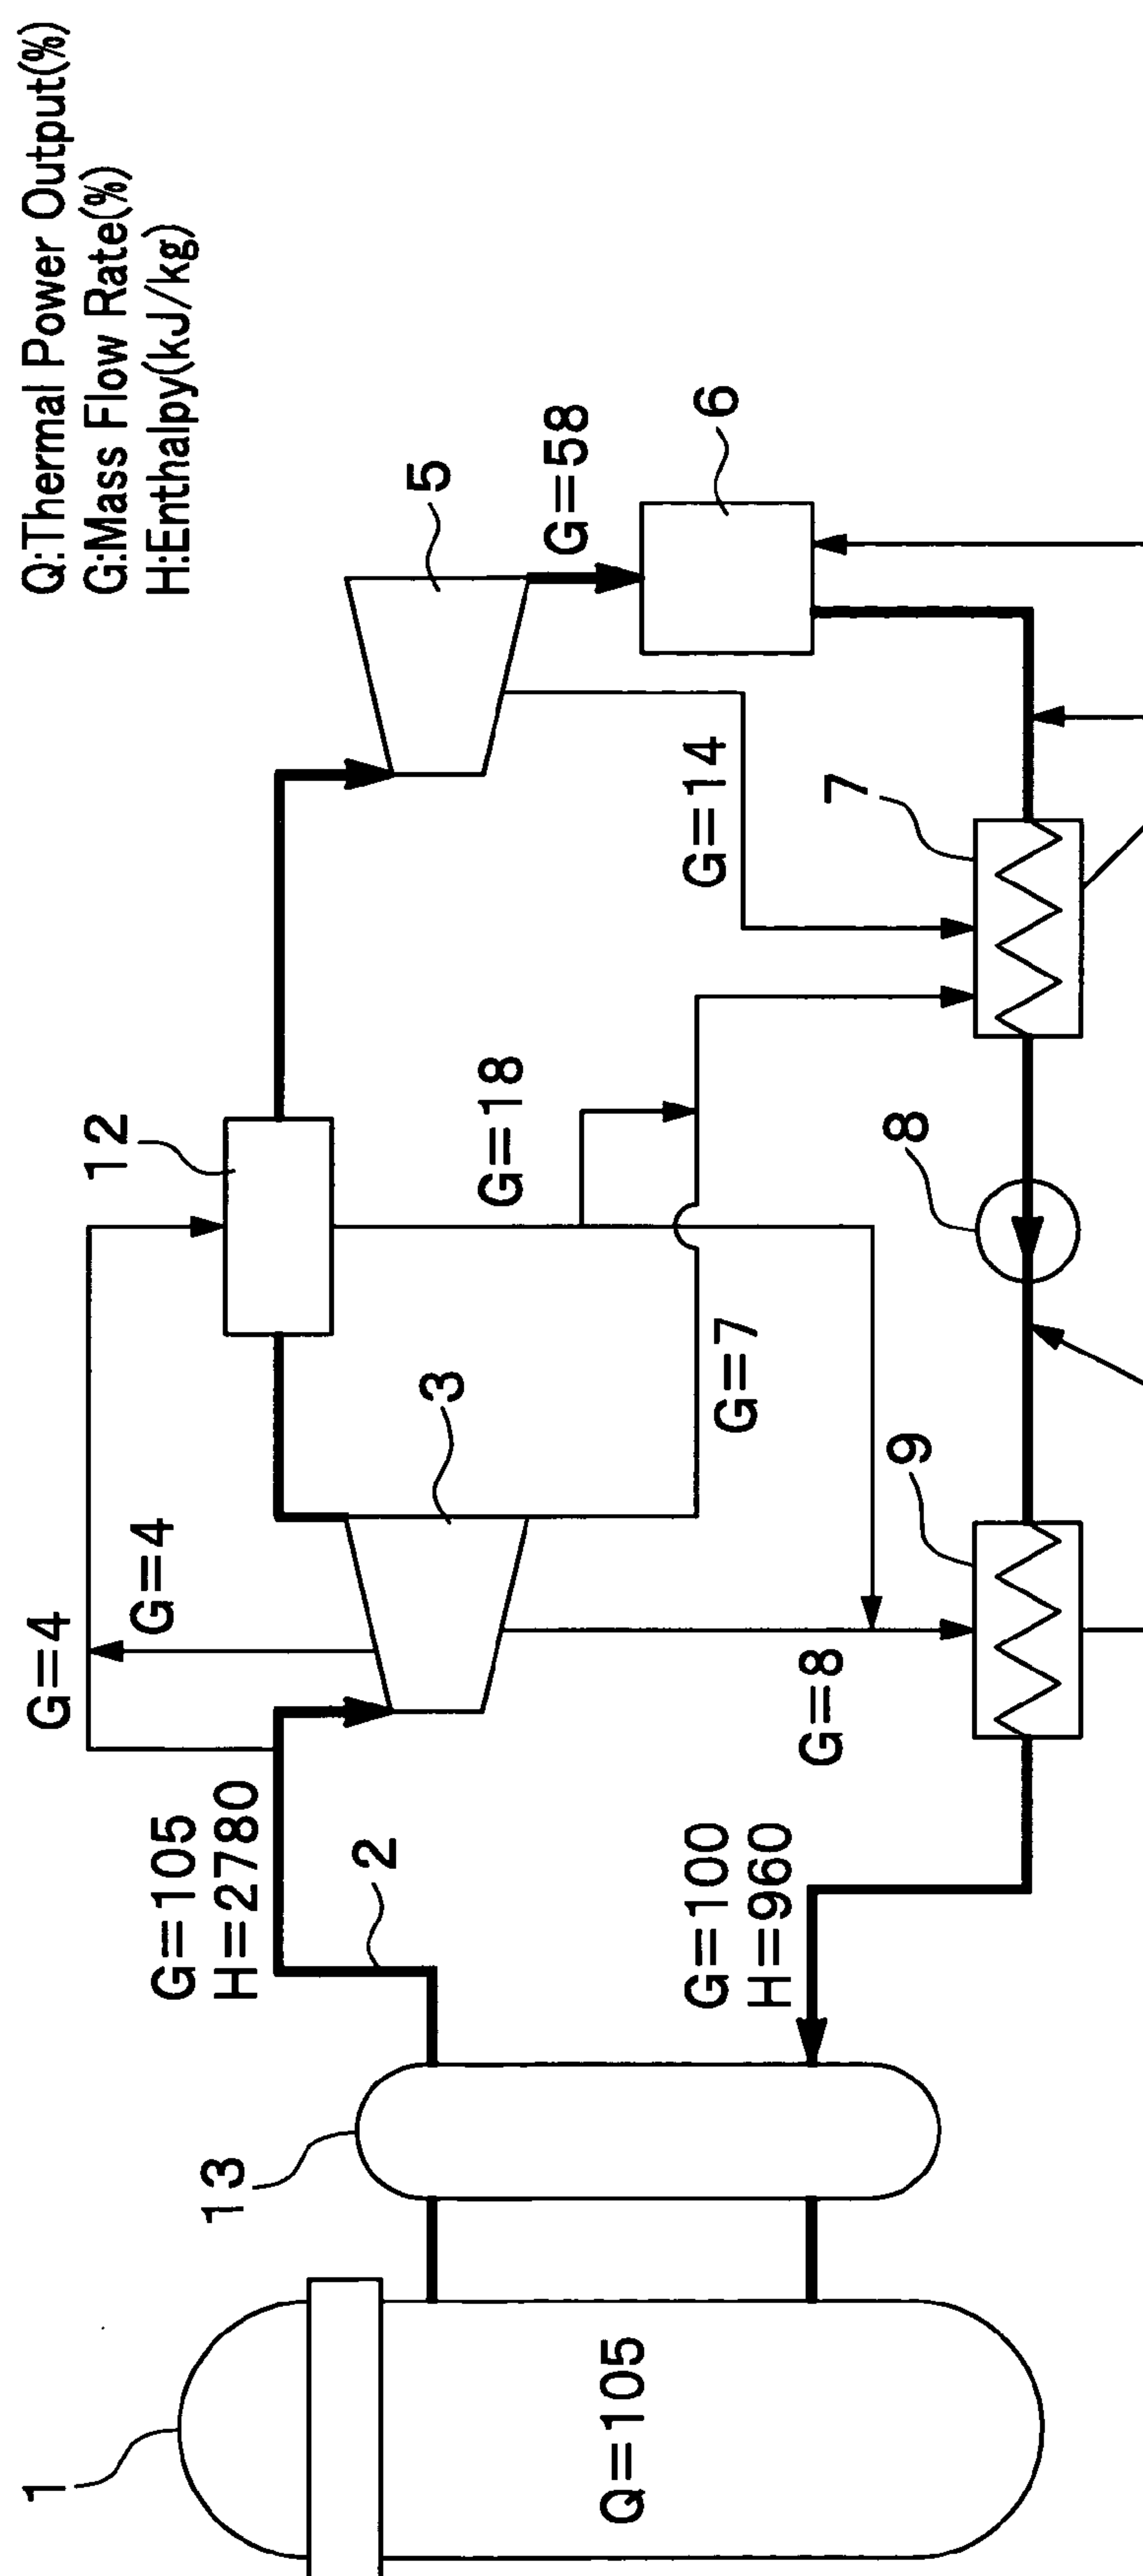 Q:Thermal Power Output(%)
G:Mass Flow Rate(%)
H:Enthalpy(kJ/kg)
G=4
G=4
12
5
G=58
6
G=105
H=2780
2
3
G=18
G=14
7
G=7
8
G=8
9
G=100
H=960
13
1
Q=105